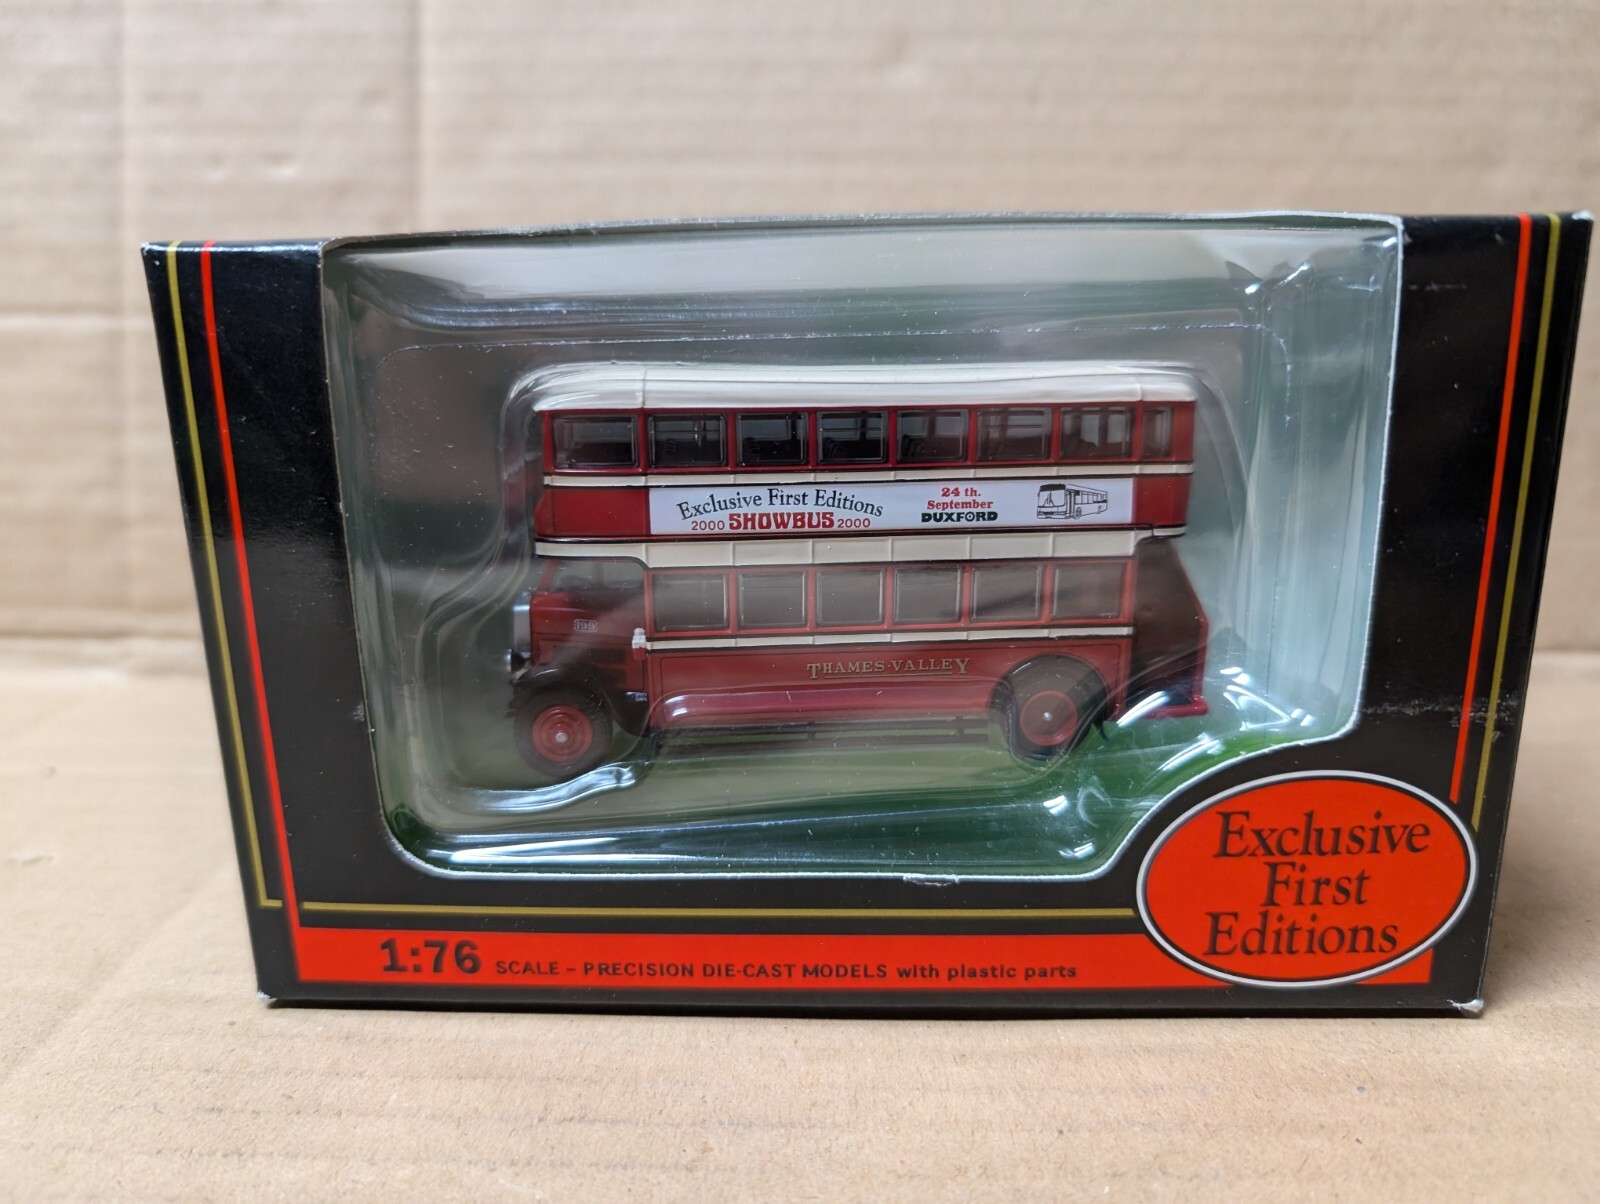 Exclusive First Editions
2000 SHOWBUS 2000
24 th.
September
DUXFORD
THAMES·VALLEY
Exclusive
First
Editions
1:76 SCALE – PRECISION DIE-CAST MODELS with plastic parts